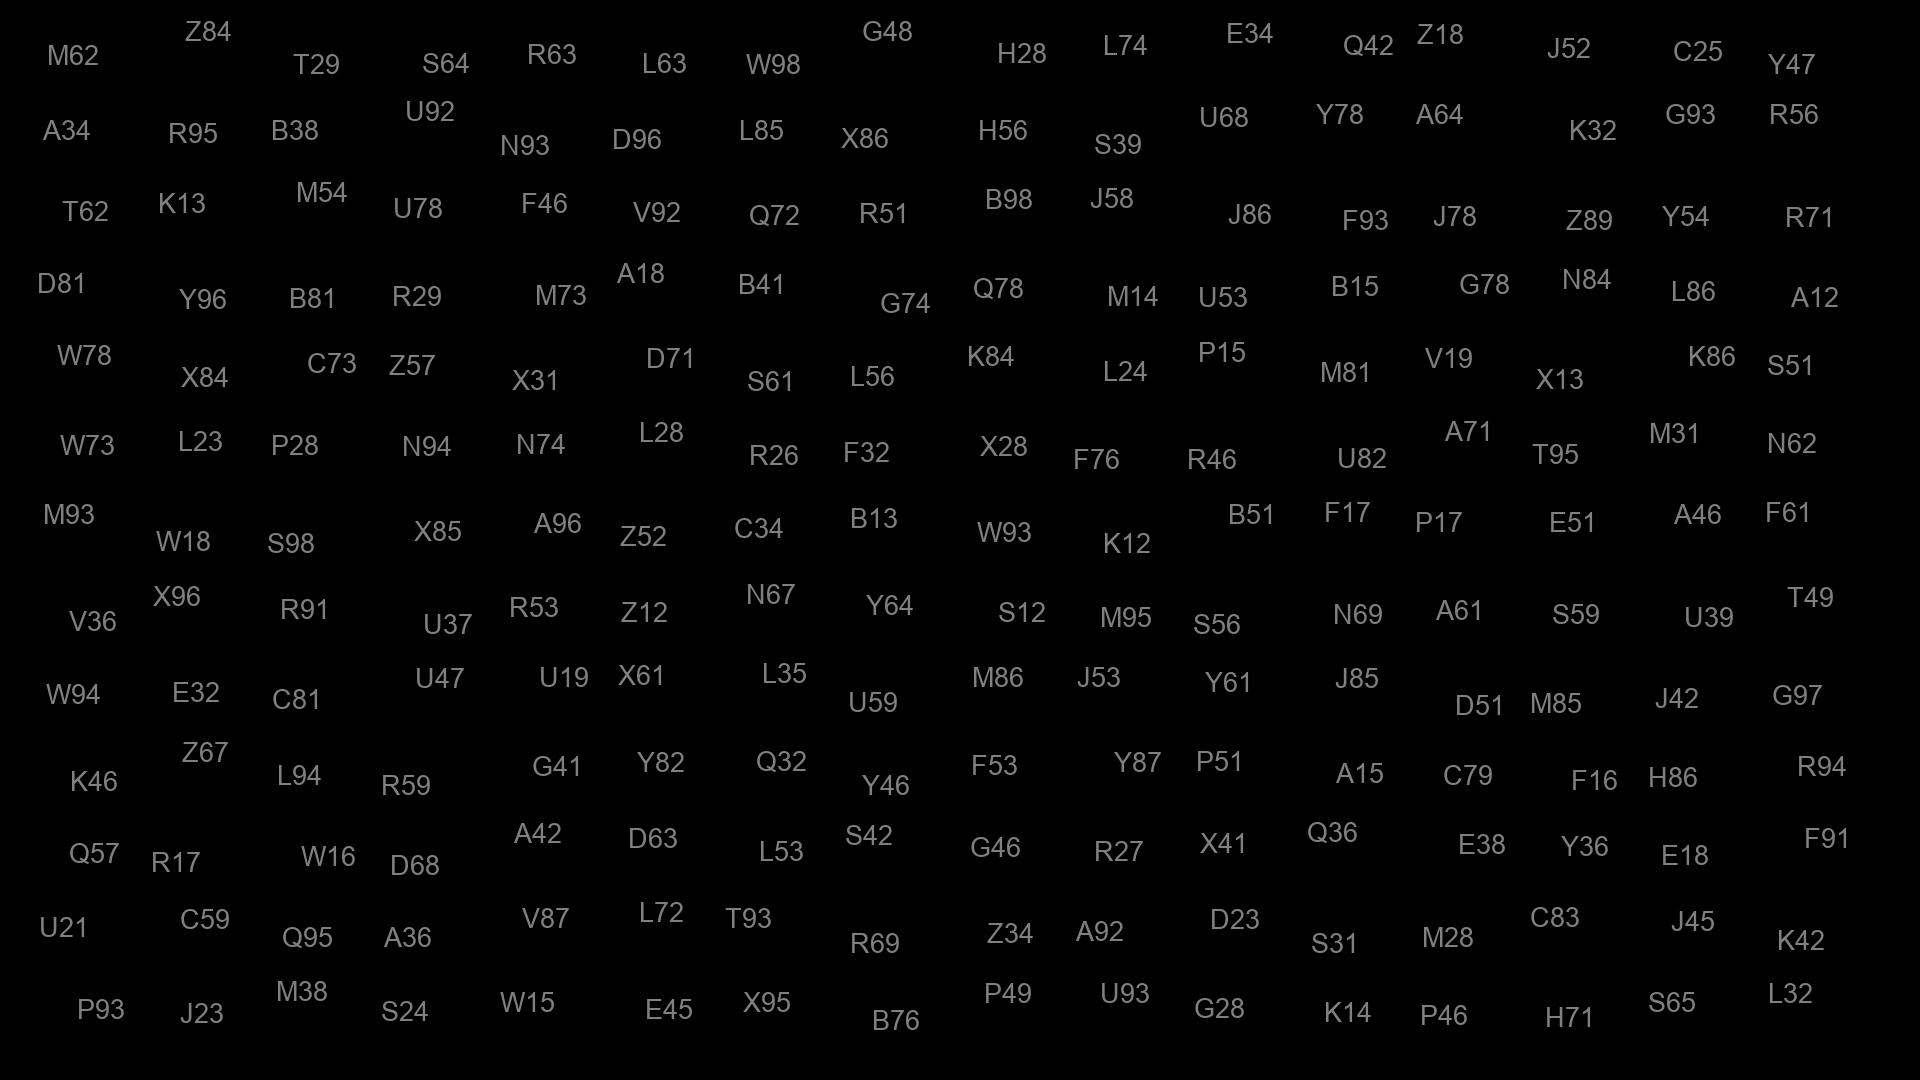 M62 Z84 T29 S64 R63 L63 W98 G48 H28 L74 E34 Q42 Z18 J52 C25 Y47
A34 R95 B38 U92 N93 D96 L85 X86 H56 S39 U68 Y78 A64 K32 G93 R56
T62 K13 M54 U78 F46 V92 Q72 R51 B98 J58 J86 F93 J78 Z89 Y54 R71
D81 Y96 B81 R29 M73 A18 B41 G74 Q78 M14 U53 B15 G78 N84 L86 A12
W78 X84 C73 Z57 X31 D71 S61 L56 K84 L24 P15 M81 V19 X13 K86 S51
W73 L23 P28 N94 N74 L28 R26 F32 X28 F76 R46 U82 A71 T95 M31 N62
M93 W18 S98 X85 A96 Z52 C34 B13 W93 K12 B51 F17 P17 E51 A46 F61
V36 X96 R91 U37 R53 Z12 N67 Y64 S12 M95 S56 N69 A61 S59 U39 T49
W94 E32 C81 U47 U19 X61 L35 U59 M86 J53 Y61 J85 D51 M85 J42 G97
K46 Z67 L94 R59 G41 Y82 Q32 Y46 F53 Y87 P51 A15 C79 F16 H86 R94
Q57 R17 W16 D68 A42 D63 L53 S42 G46 R27 X41 Q36 E38 Y36 E18 F91
U21 C59 Q95 A36 V87 L72 T93 R69 Z34 A92 D23 S31 M28 C83 J45 K42
P93 J23 M38 S24 W15 E45 X95 B76 P49 U93 G28 K14 P46 H71 S65 L32